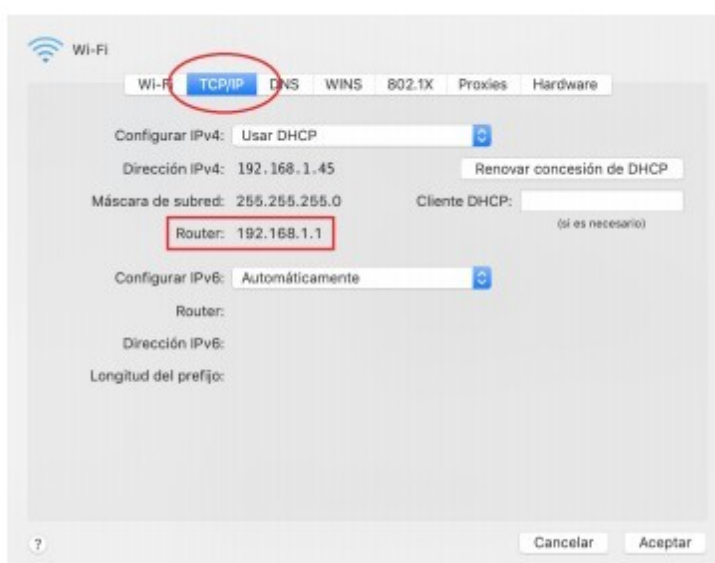 Wi-Fi
Wi-Fi TCP/IP DNS WINS 802.1X Proxies Hardware
Configurar IPv4: Usar DHCP
Dirección IPv4: 192.168.1.45 Renovar concesión de DHCP
Máscara de subred: 255.255.255.0 Cliente DHCP:
(si es necesario)
Router: 192.168.1.1
Configurar IPv6: Automáticamente
Router:
Dirección IPv6:
Longitud del prefijo:
? Cancelar Aceptar